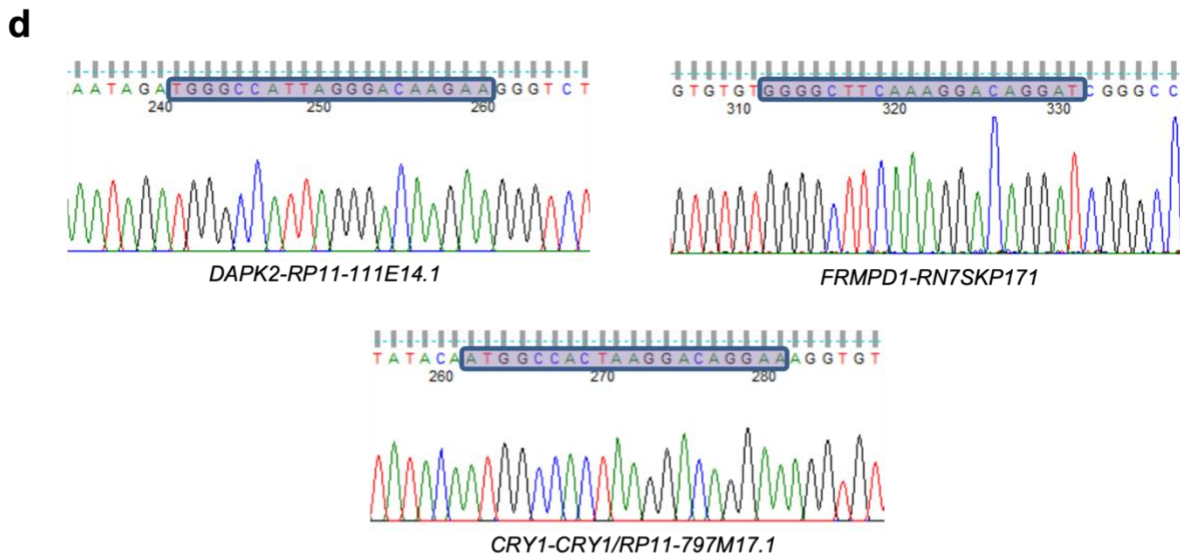 d
AATAGATGGGCCATTAGGGACAAGAAGGGTCT
240 250 260
DAPK2-RP11-111E14.1
GTGTGTGGGGCTTCAAAGGACAGGATCGGGCC
310 320 330
FRMPD1-RN7SKP171
TATACAATGGCCACTAAGGACAGGAAAGGTGT
260 270 280
CRY1-CRY1/RP11-797M17.1